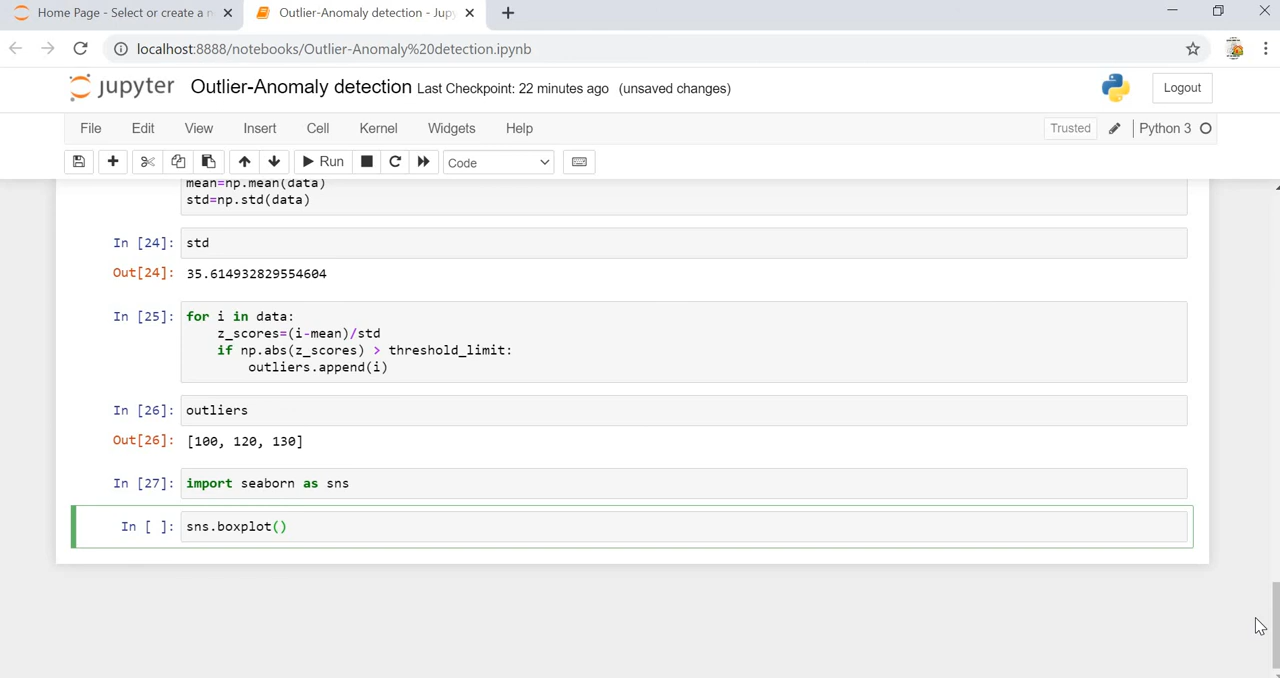 Home Page - Select or create a n
Outlier-Anomaly detection - Jupy
localhost:8888/notebooks/Outlier-Anomaly%20detection.ipynb
jupyter Outlier-Anomaly detection Last Checkpoint: 22 minutes ago (unsaved changes)
Logout
File Edit View Insert Cell Kernel Widgets Help Trusted Python 3
Run Code
mean=np.mean(data)
std=np.std(data)
In [24]: std
Out[24]: 35.614932829554604
In [25]: for i in data:
z_scores=(i-mean)/std
if np.abs(z_scores) > threshold_limit:
outliers.append(i)
In [26]: outliers
Out[26]: [100, 120, 130]
In [27]: import seaborn as sns
In [ ]: sns.boxplot()